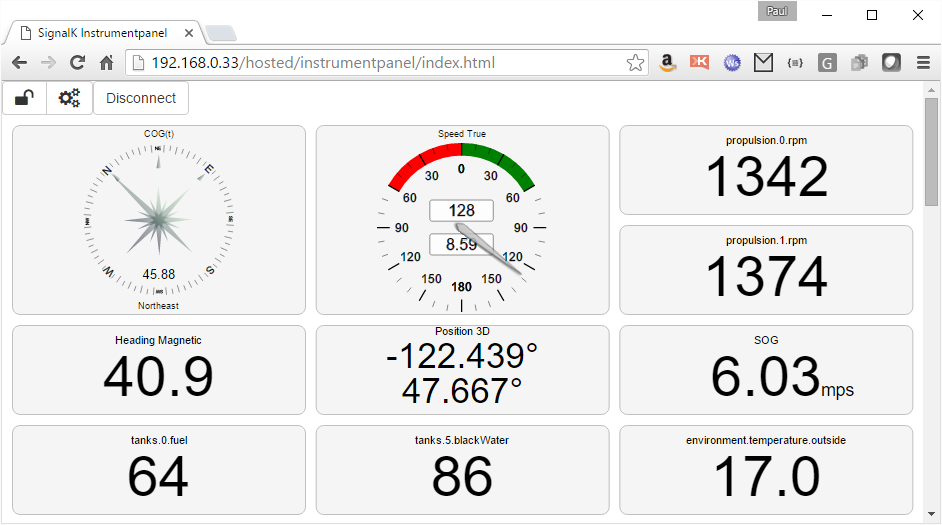 Paul
SignalK Instrumentpanel
192.168.0.33/hosted/instrumentpanel/index.html
Disconnect
COG(t)
N
NE
E
S
W
45.88
Northeast
Speed True
0
30 30
60 60
128
90 90
8.59
120 120
150 150
180
propulsion.0.rpm
1342
propulsion.1.rpm
1374
Heading Magnetic
40.9
Position 3D
-122.439°
47.667°
SOG
6.03mps
tanks.0.fuel
64
tanks.5.blackWater
86
environment.temperature.outside
17.0